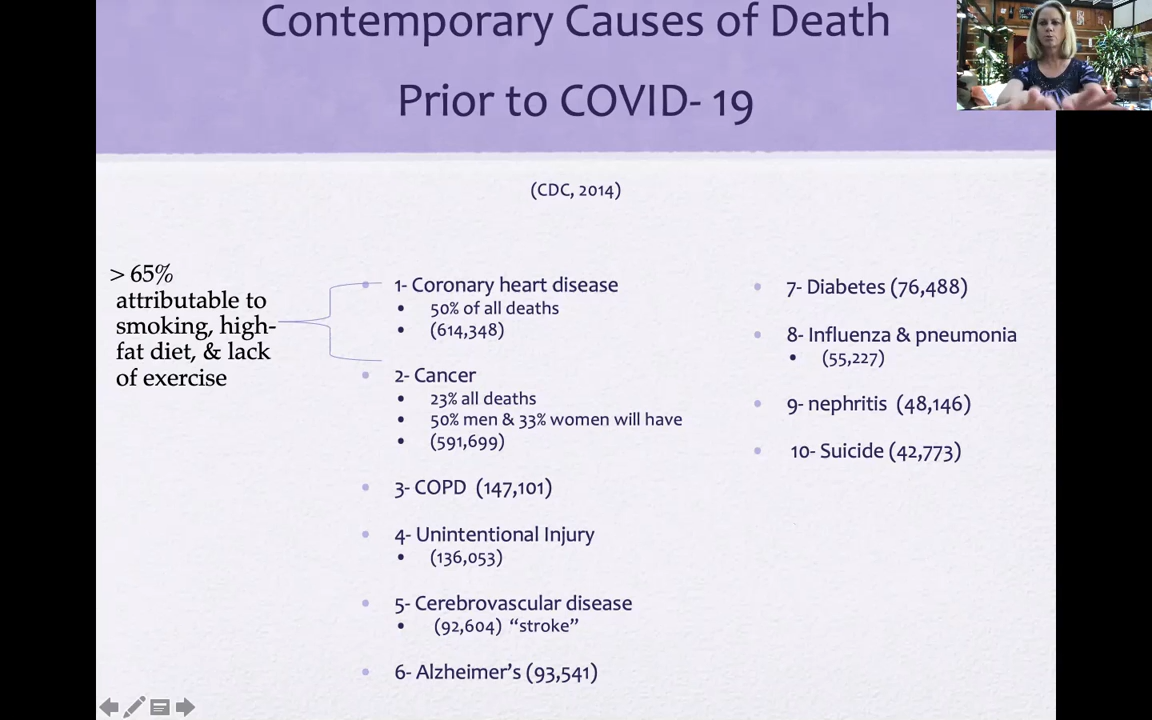 Contemporary Causes of Death
Prior to COVID- 19
(CDC, 2014)
> 65%
attributable to
smoking, high-
fat diet, & lack
of exercise
1- Coronary heart disease
50% of all deaths
(614,348)
2- Cancer
23% all deaths
50% men & 33% women will have
(591,699)
3- COPD (147,101)
4- Unintentional Injury
(136,053)
5- Cerebrovascular disease
(92,604) “stroke”
6- Alzheimer’s (93,541)
7- Diabetes (76,488)
8- Influenza & pneumonia
(55,227)
9- nephritis (48,146)
10- Suicide (42,773)